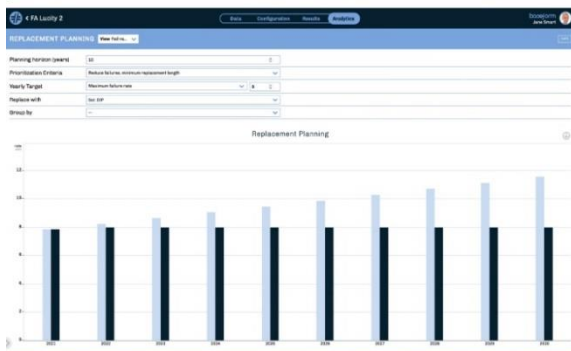 < FA Lucity 2
Data Configuration Results Analytics
Jane Smart
REPLACEMENT PLANNING View
Planning horizon (years) 10
Prioritization Criteria Reduce failures, minimum replacement length
Yearly Target Maximum failure rate 8
Replace with
Group by --
Replacement Planning
12
10
8
6
4
2
0
2021 2022 2023 2024 2025 2026 2027 2028 2029 2030